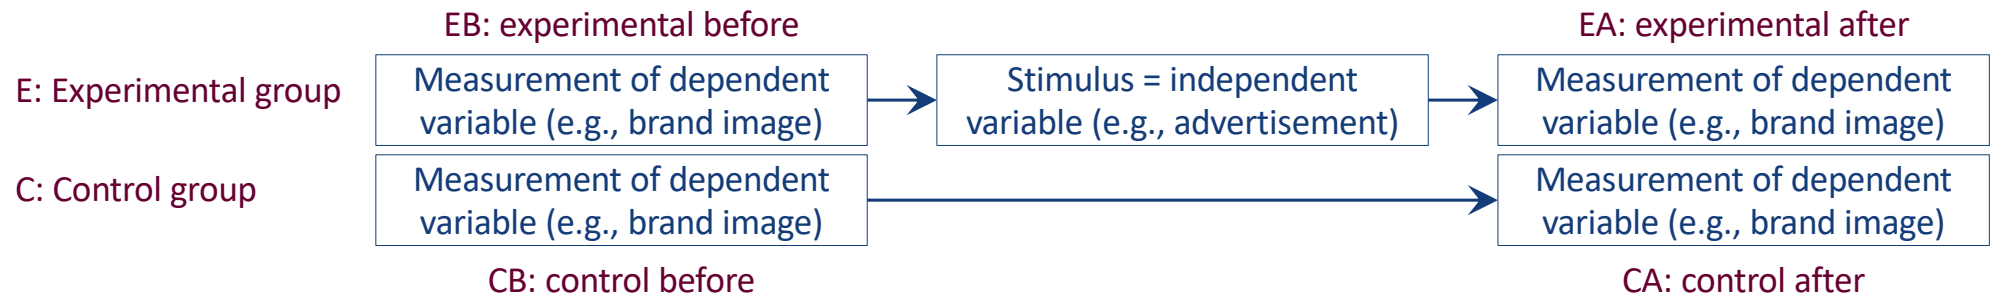 EB: experimental before
EA: experimental after
E: Experimental group
Measurement of dependent
variable (e.g., brand image)
Stimulus = independent
variable (e.g., advertisement)
Measurement of dependent
variable (e.g., brand image)
C: Control group
Measurement of dependent
variable (e.g., brand image)
Measurement of dependent
variable (e.g., brand image)
CB: control before
CA: control after